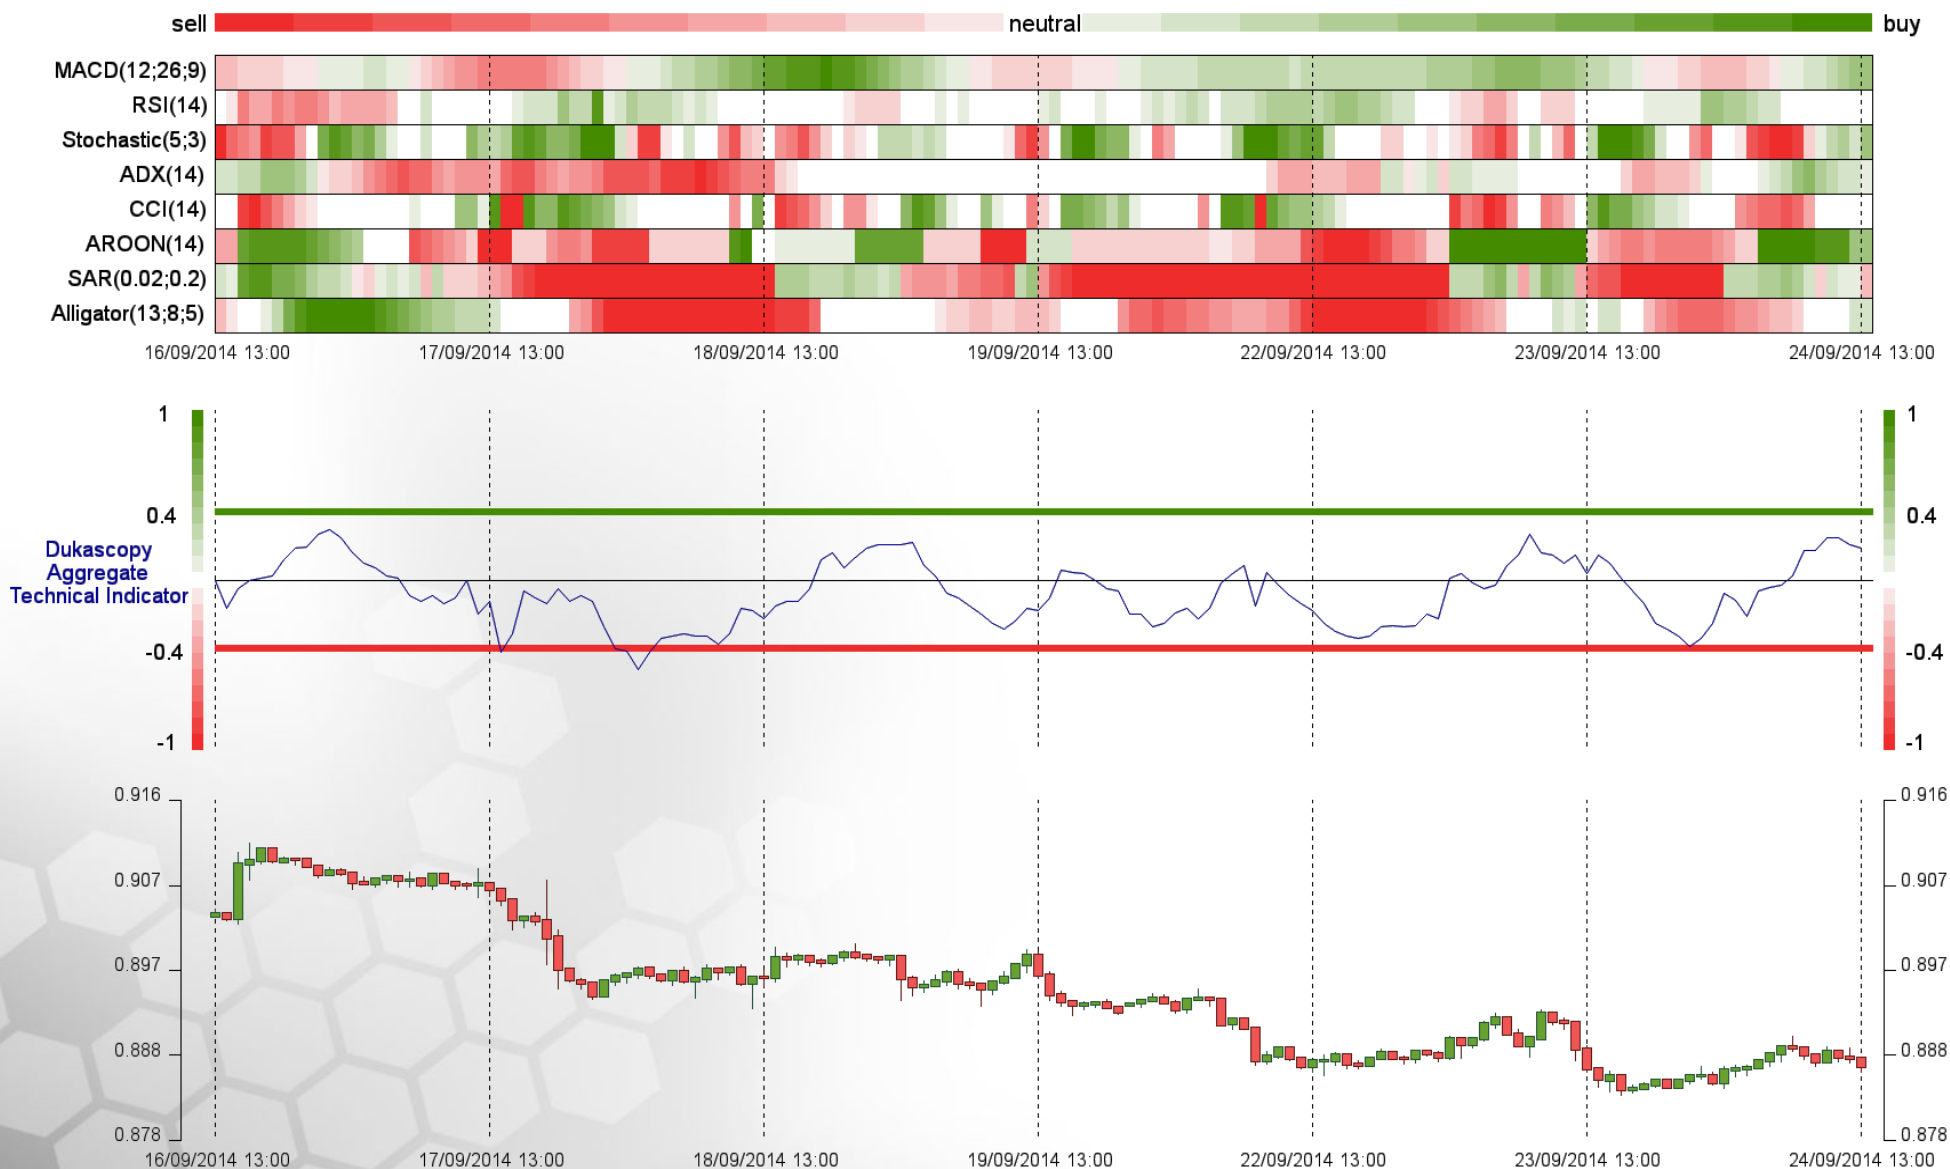 sell neutral buy
MACD(12;26;9)
RSI(14)
Stochastic(5;3)
ADX(14)
CCI(14)
AROON(14)
SAR(0.02;0.2)
Alligator(13;8;5)
16/09/2014 13:00 17/09/2014 13:00 18/09/2014 13:00 19/09/2014 13:00 22/09/2014 13:00 23/09/2014 13:00 24/09/2014 13:00
1 1
0.4 0.4
Dukascopy
Aggregate
Technical Indicator
-0.4 -0.4
-1 -1
0.916 0.916
0.907 0.907
0.897 0.897
0.888 0.888
0.878 0.878
16/09/2014 13:00 17/09/2014 13:00 18/09/2014 13:00 19/09/2014 13:00 22/09/2014 13:00 23/09/2014 13:00 24/09/2014 13:00